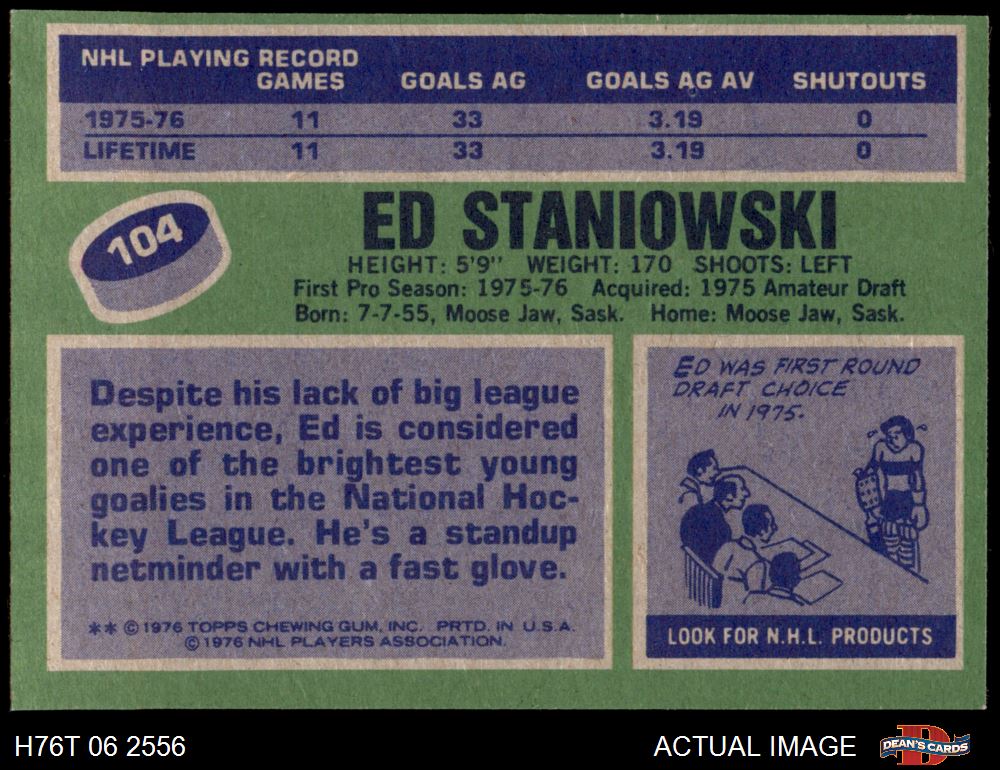 NHL PLAYING RECORD
GAMES GOALS AG GOALS AG AV SHUTOUTS
1975-76 11 33 3.19 0
LIFETIME 11 33 3.19 0
104
ED STANIOWSKI
HEIGHT: 5'9" WEIGHT: 170 SHOOTS: LEFT
First Pro Season: 1975-76 Acquired: 1975 Amateur Draft
Born: 7-7-55, Moose Jaw, Sask. Home: Moose Jaw, Sask.
Despite his lack of big league
experience, Ed is considered
one of the brightest young
goalies in the National Hoc-
key League. He's a standup
netminder with a fast glove.
** © 1976 TOPPS CHEWING GUM, INC. PRTD. IN U.S.A.
© 1976 NHL PLAYERS ASSOCIATION.
ED WAS FIRST ROUND
DRAFT CHOICE
IN 1975.
LOOK FOR N.H.L. PRODUCTS
H76T 06 2556
ACTUAL IMAGE
D
DEAN'S CARDS